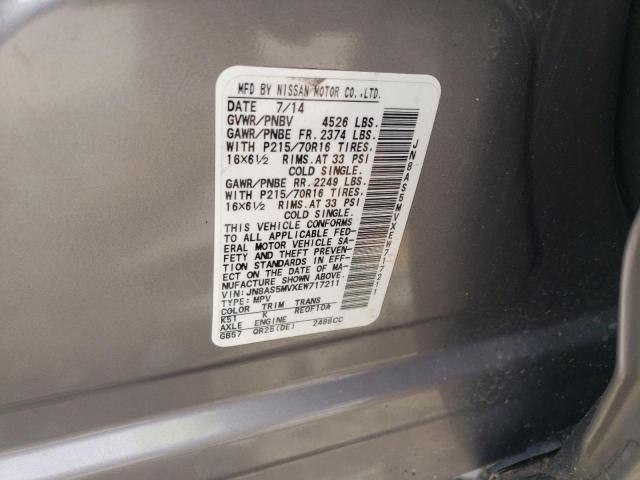 MFD BY NISSAN MOTOR CO.,LTD.
DATE 7/14
GVWR/PNBV 4526 LBS.
GAWR/PNBE FR. 2374 LBS.
WITH P215/70R16 TIRES.
16X6½ RIMS.AT 33 PSI
COLD SINGLE.
GAWR/PNBE RR. 2249 LBS.
WITH P215/70R16 TIRES.
16X6½ RIMS.AT 33 PSI
COLD SINGLE.
THIS VEHICLE CONFORMS
TO ALL APPLICABLE FED-
ERAL MOTOR VEHICLE SA-
FETY AND THEFT PREVEN-
TION STANDARDS IN EFF-
ECT ON THE DATE OF MA-
NUFACTURE SHOWN ABOVE.
VIN: JN8AS5MVXEW717211
TYPE: MPV
COLOR TRIM TRANS
K51 K RE0F10A
AXLE ENGINE
GB57 QR25(DE) 2488CC
JN8AS5MVXEW717211